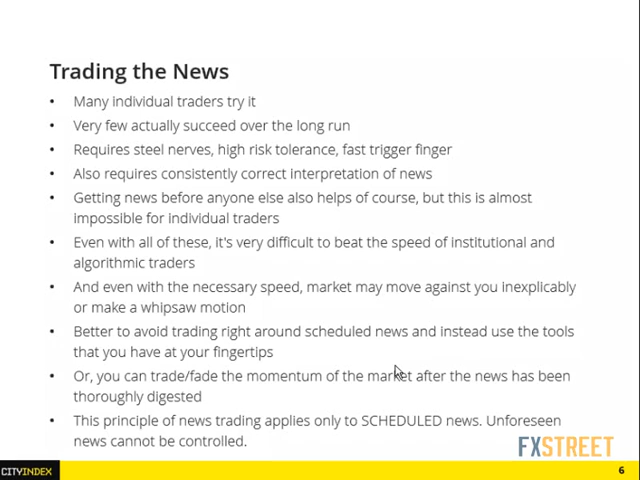 Trading the News
• Many individual traders try it
• Very few actually succeed over the long run
• Requires steel nerves, high risk tolerance, fast trigger finger
• Also requires consistently correct interpretation of news
• Getting news before anyone else also helps of course, but this is almost
impossible for individual traders
• Even with all of these, it's very difficult to beat the speed of institutional and
algorithmic traders
• And even with the necessary speed, market may move against you inexplicably
or make a whipsaw motion
• Better to avoid trading right around scheduled news and instead use the tools
that you have at your fingertips
• Or, you can trade/fade the momentum of the market after the news has been
thoroughly digested
• This principle of news trading applies only to SCHEDULED news. Unforeseen
news cannot be controlled.
FXSTREET
CITYINDEX
6